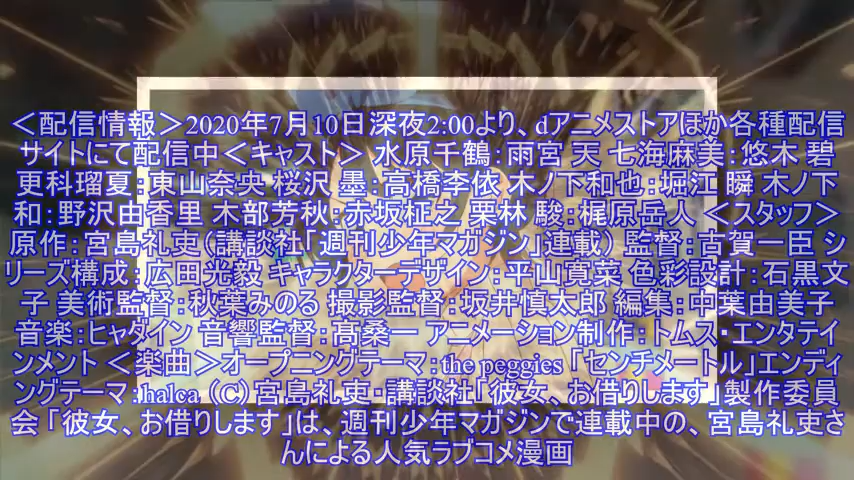 ＜配信情報＞2020年7月10日深夜2:00より、dアニメストアほか各種配信
サイトにて配信中＜キャスト＞ 水原千鶴：雨宮 天 七海麻美：悠木 碧
更科瑠夏：東山奈央 桜沢 墨：高橋李依 木ノ下和也：堀江 瞬 木ノ下
和：野沢由香里 木部芳秋：赤坂柾之 栗林 駿：梶原岳人 ＜スタッフ＞
原作：宮島礼吏（講談社「週刊少年マガジン」連載） 監督：古賀一臣 シ
リーズ構成：広田光毅 キャラクターデザイン：平山寛菜 色彩設計：石黒文
子 美術監督：秋葉みのる 撮影監督：坂井慎太郎 編集：中葉由美子
音楽：ヒャダイン 音響監督：髙桑一 アニメーション制作：トムス・エンタテイ
ンメント ＜楽曲＞オープニングテーマ：the peggies 「センチメートル」エンディ
ングテーマ：halca （C）宮島礼吏・講談社「彼女、お借りします」製作委員
会 「彼女、お借りします」は、週刊少年マガジンで連載中の、宮島礼吏さ
んによる人気ラブコメ漫画